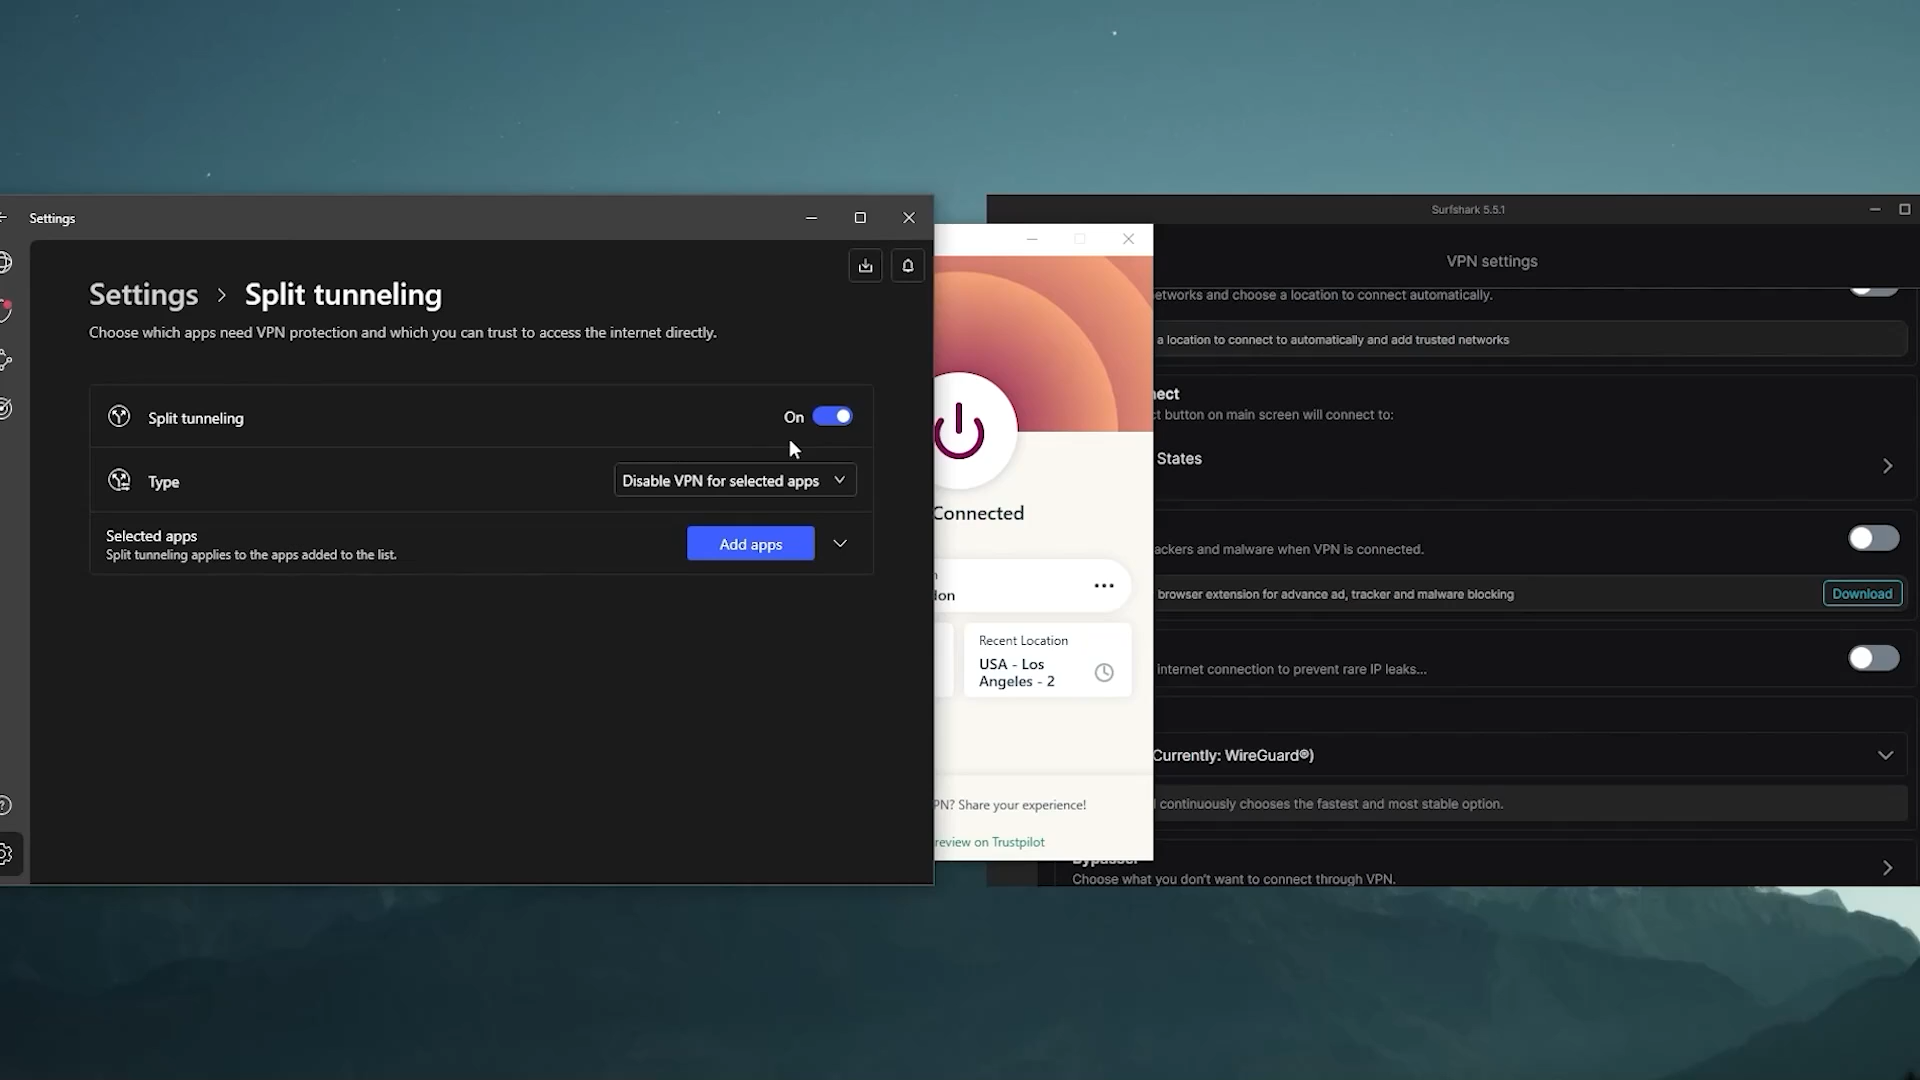 Settings
Settings > Split tunneling
Choose which apps need VPN protection and which you can trust to access the internet directly.
Split tunneling
On
Type
Disable VPN for selected apps
Selected apps
Split tunneling applies to the apps added to the list.
Add apps
Connected
don
Recent Location
USA - Los
Angeles - 2
PN? Share your experience!
review on Trustpilot
Surfshark 5.5.1
VPN settings
etworks and choose a location to connect automatically.
a location to connect to automatically and add trusted networks
nect
ct button on main screen will connect to:
States
ackers and malware when VPN is connected.
browser extension for advance ad, tracker and malware blocking
Download
internet connection to prevent rare IP leaks...
Currently: WireGuard®)
continuously chooses the fastest and most stable option.
Bypasser
Choose what you don't want to connect through VPN.